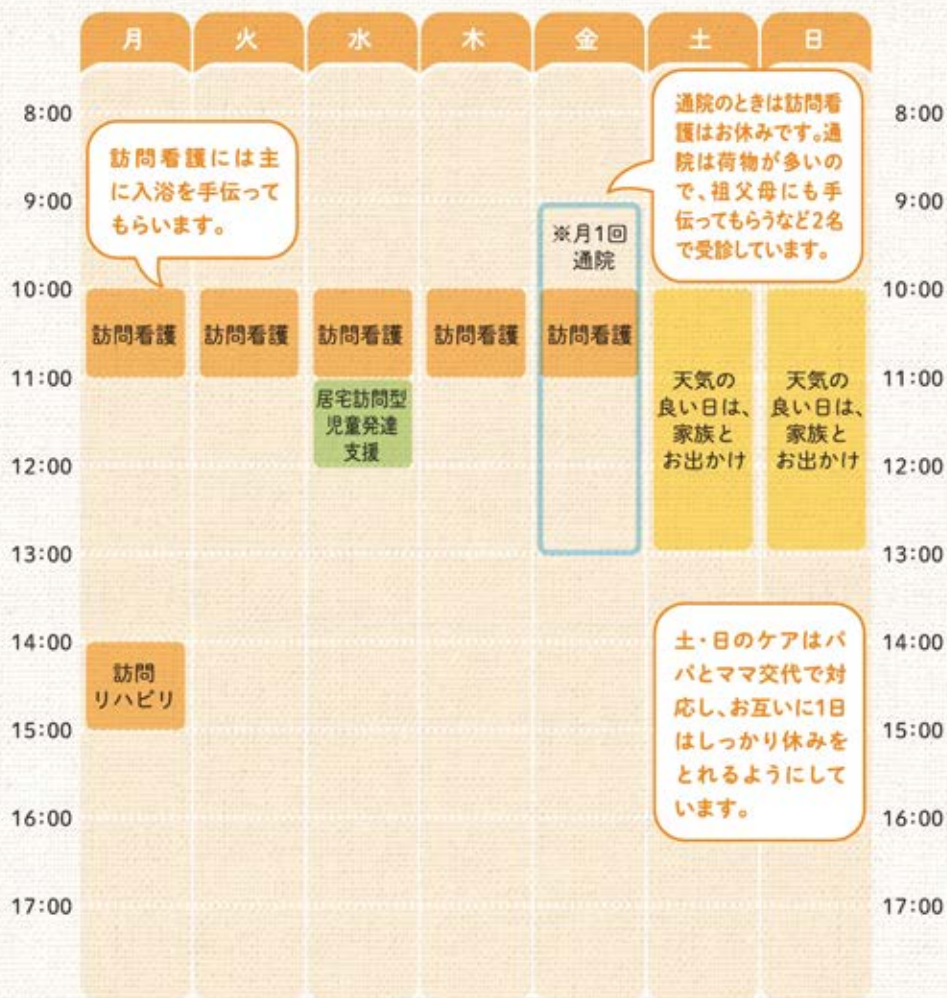 月 火 水 木 金 土 日
8:00 8:00
通院のときは訪問看
護はお休みです。通
院は荷物が多いの
で、祖父母にも手
伝ってもらうなど2名
で受診しています。
訪問看護には主
に入浴を手伝って
もらいます。
9:00 9:00
※月1回
通院
10:00 10:00
訪問看護 訪問看護 訪問看護 訪問看護 訪問看護
11:00 11:00
居宅訪問型
児童発達
支援
天気の
良い日は、
家族と
お出かけ
天気の
良い日は、
家族と
お出かけ
12:00 12:00
13:00 13:00
14:00 14:00
訪問
リハビリ
土・日のケアはパ
パとママ交代で対
応し、お互いに1日
はしっかり休みを
とれるようにして
います。
15:00 15:00
16:00 16:00
17:00 17:00